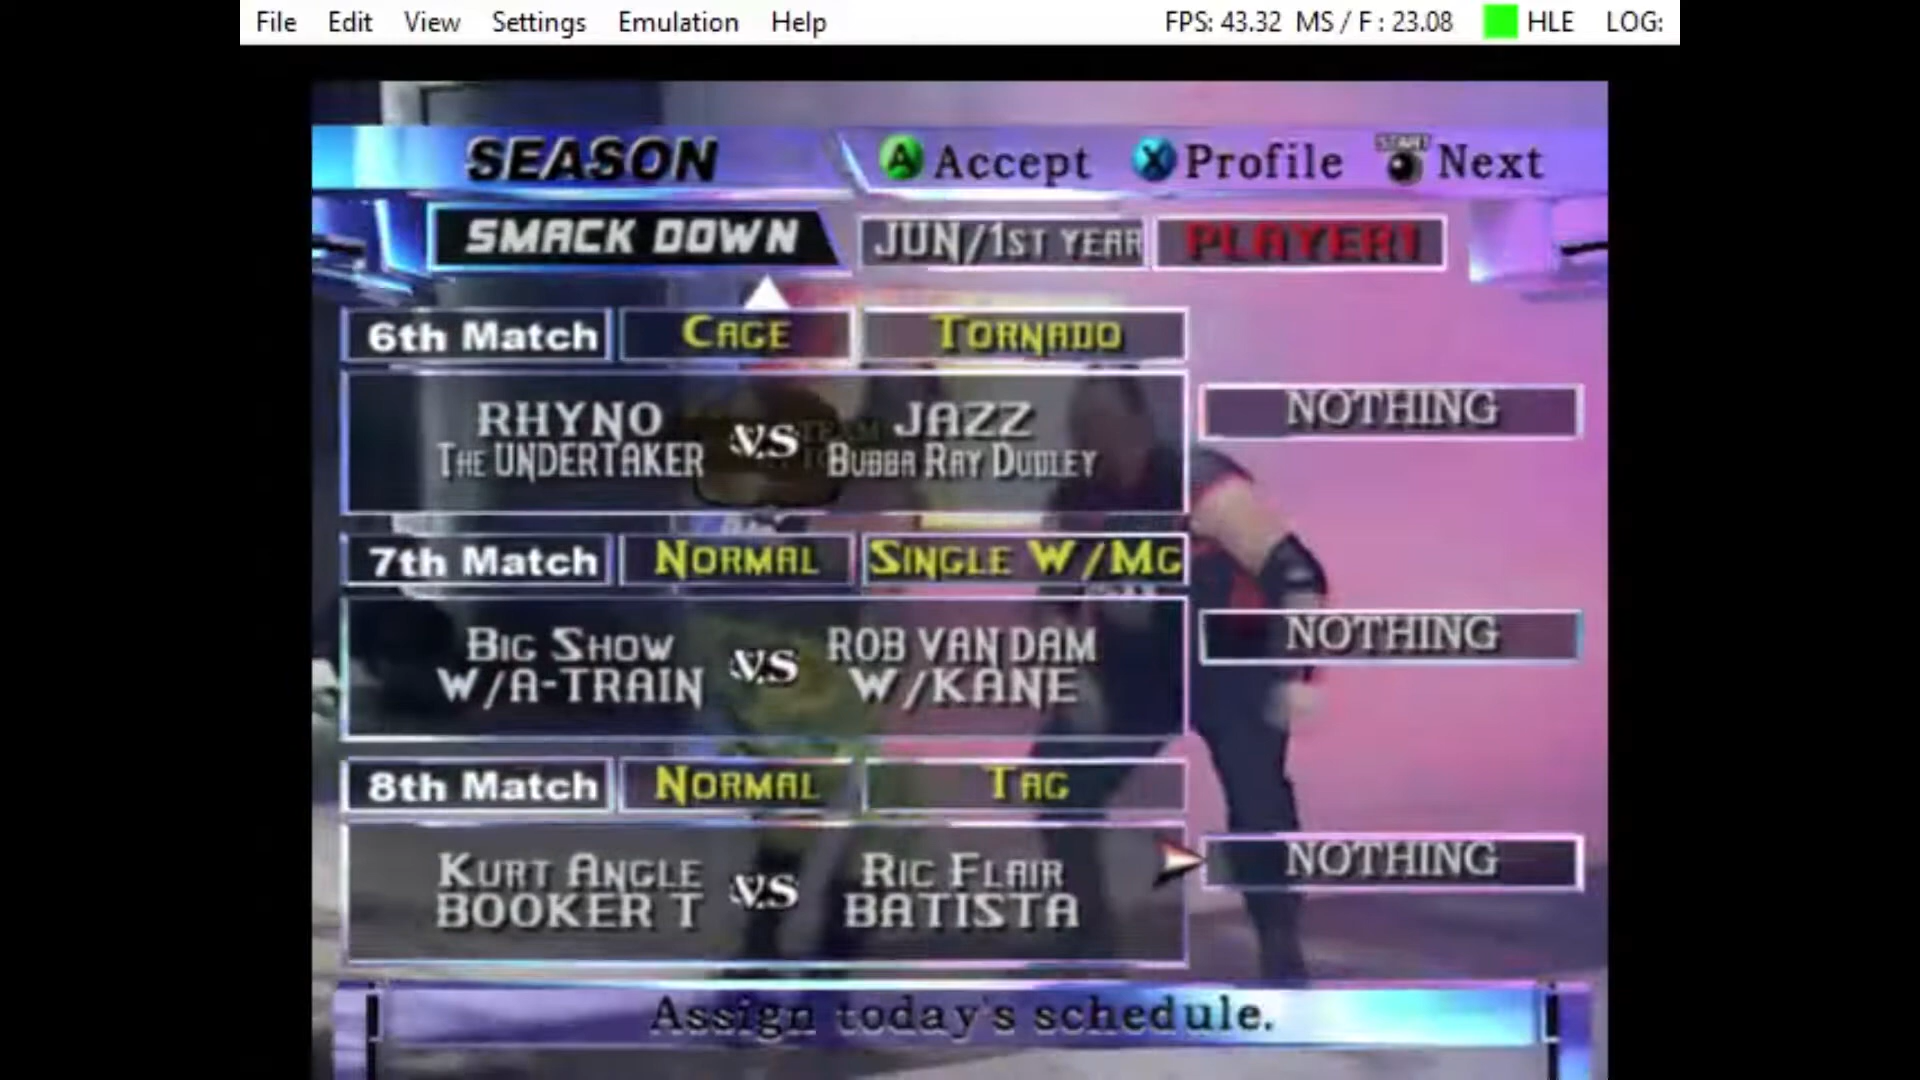 File Edit View Settings Emulation Help FPS: 43.32 MS / F : 23.08 HLE LOG:
SEASON A Accept X Profile START Next
SMACK DOWN JUN/1ST YEAR PLAYER1
6th Match CAGE TORNADO
RHYNO VS JAZZ NOTHING
THE UNDERTAKER BUBBA RAY DUDLEY
7th Match NORMAL SINGLE W/MG
BIG SHOW VS ROB VAN DAM NOTHING
W/A-TRAIN W/KANE
8th Match NORMAL TAG
KURT ANGLE VS RIC FLAIR NOTHING
BOOKER T BATISTA
Assign today's schedule.